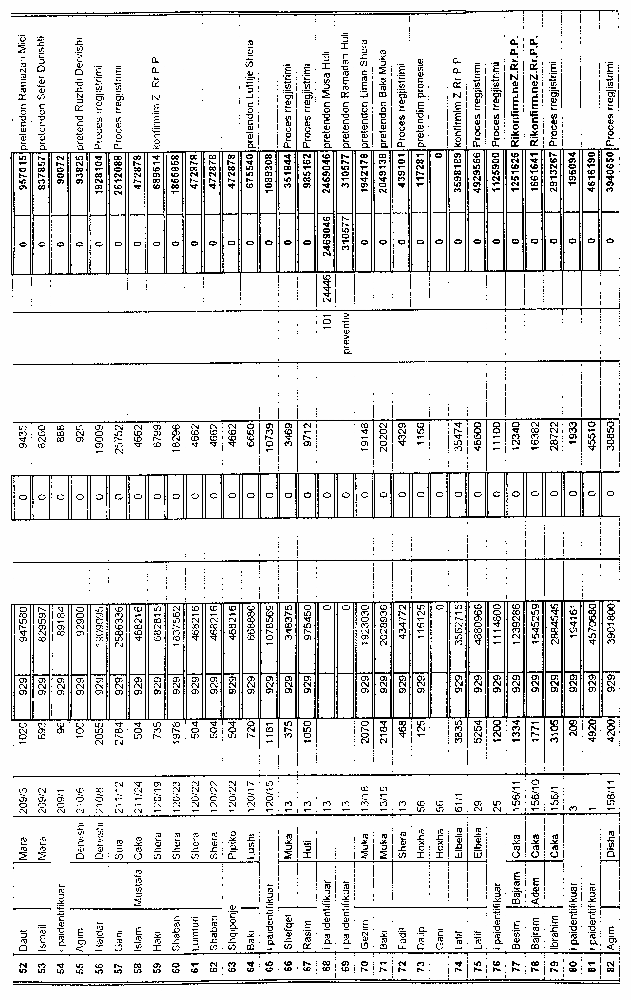 52 Daut Mara 209/3 1020 929 947580 0 9435 0 957015 pretendon Ramazan Mici
53 Ismail Mara 209/2 893 929 829597 0 8260 0 837857 pretendon Sefer Durishti
54 i paidentifikuar 209/1 96 929 89184 0 888 0 90072
55 Agim Dervishi 210/6 100 929 92900 0 925 0 93825 pretend Ruzhdi Dervishi
56 Hajdar Dervishi 210/8 2055 929 1909095 0 19009 0 1928104 Proces rregjistrimi
57 Gani Sula 211/12 2784 929 2586336 0 25752 0 2612088 Proces rregjistrimi
58 Islam Mustafa Caka 211/24 504 929 468216 0 4662 0 472878
59 Haki Shera 120/19 735 929 682815 0 6799 0 689614 konfirmim Z. Rr P P
60 Shaban Shera 120/23 1978 929 1837562 0 18296 0 1855858
61 Lumturi Shera 120/22 504 929 468216 0 4662 0 472878
62 Shaban Shera 120/22 504 929 468216 0 4662 0 472878
63 Shqiponje Pipiko 120/22 504 929 468216 0 4662 0 472878
64 Baki Lushi 120/17 720 929 668880 0 6660 0 675540 pretendon Lutfije Shera
65 i paidentifikuar 120/15 1161 929 1078569 0 10739 0 1089308
66 Shefqet Muka 13 375 929 348375 0 3469 0 351844 Proces rregjistrimi
67 Rasim Huli 13 1050 929 975450 0 9712 0 985162 Proces rregjistrimi
68 i pa identifikuar 13 0 0 101 24446 2469046 2469046 pretendon Musa Huli
69 i pa identifikuar 13 0 0 preventiv 310577 310577 pretendon Ramadan Huli
70 Gezim Muka 13/18 2070 929 1923030 0 19148 0 1942178 pretendon Liman Shera
71 Baki Muka 13/19 2184 929 2028936 0 20202 0 2049138 pretendon Baki Muka
72 Fadil Shera 13 468 929 434772 0 4329 0 439101 Proces rregjistrimi
73 Dalip Hoxha 56 125 929 116125 0 1156 0 117281 pretendim pronesie
Gani Hoxha 56 0 0 0 0
74 Latif Elbelia 61/1 3835 929 3562715 0 35474 0 3598189 konfirmim Z Rr P P
75 Latif Elbelia 29 5254 929 4880966 0 48600 0 4929566 Proces rregjistrimi
76 i paidentifikuar 25 1200 929 1114800 0 11100 0 1125900 Proces rregjistrimi
77 Besim Bajram Caka 156/11 1334 929 1239286 0 12340 0 1251626 Rikonfirm.neZ.Rr.P.P.
78 Bajram Adem Caka 156/10 1771 929 1645259 0 16382 0 1661641 Rikonfirm.neZ.Rr.P.P.
79 Ibrahim Caka 156/1 3105 929 2884545 0 28722 0 2913267 Proces rregjistrimi
80 i paidentifikuar 3 209 929 194161 0 1933 0 196094
81 i paidentifikuar 1 4920 929 4570680 0 45510 0 4616190
82 Agim Disha 158/11 4200 929 3901800 0 38850 0 3940650 Proces rregjistrimi